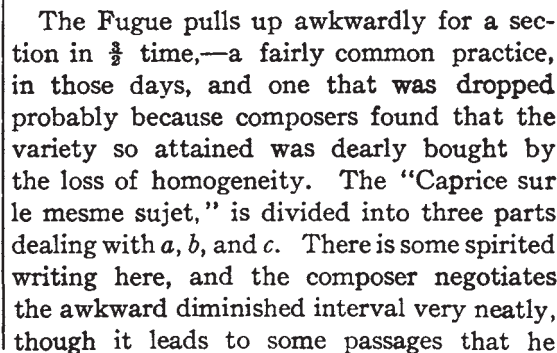 The Fugue pulls up awkwardly for a sec-
tion in 3/2 time,—a fairly common practice,
in those days, and one that was dropped
probably because composers found that the
variety so attained was dearly bought by
the loss of homogeneity. The “Caprice sur
le mesme sujet,” is divided into three parts
dealing with a, b, and c. There is some spirited
writing here, and the composer negotiates
the awkward diminished interval very neatly,
though it leads to some passages that he